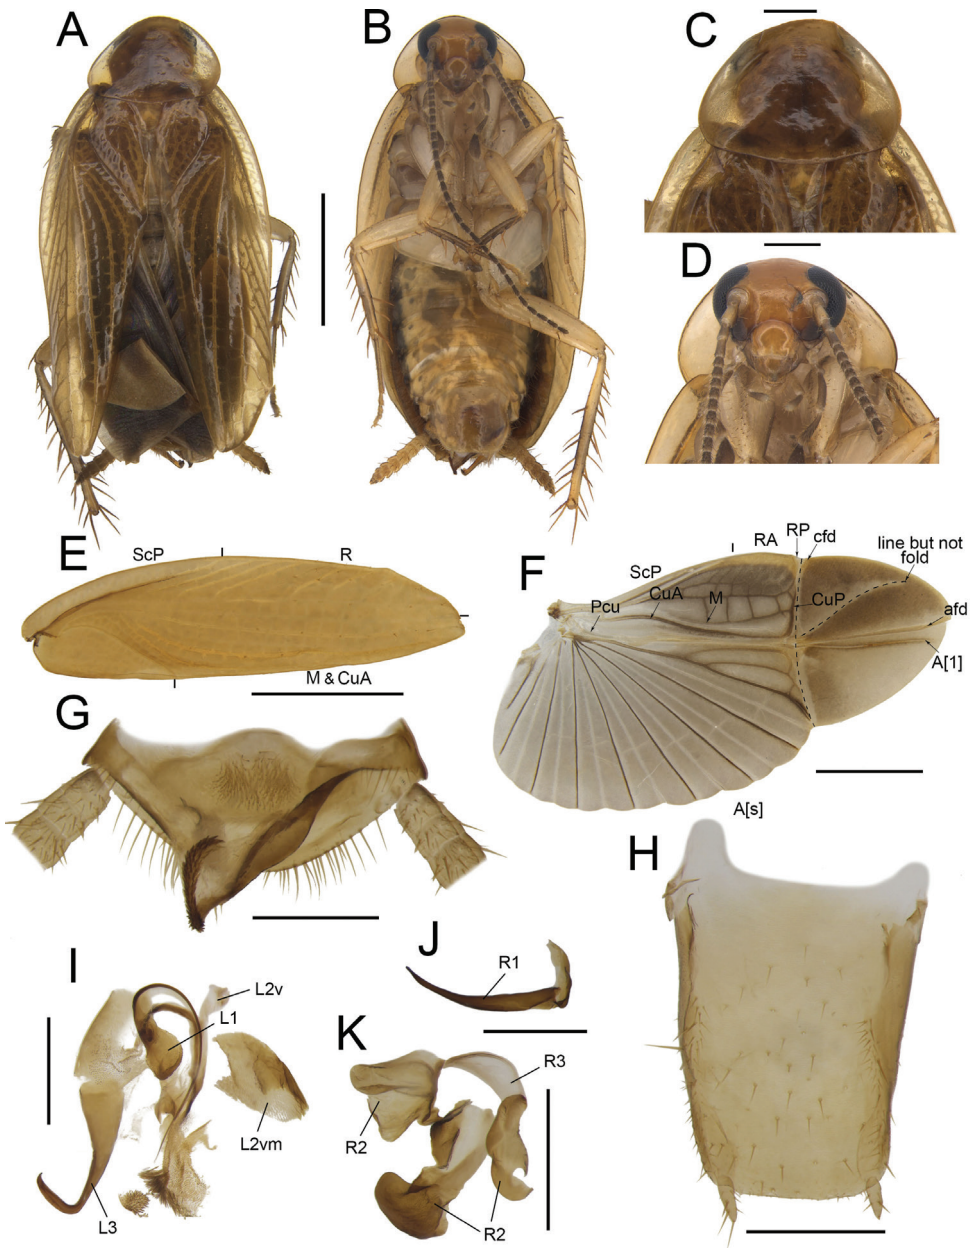 A
B
C
D
E
ScP
R
M & CuA
F
ScP
RA
RP
cfd
line but not
fold
CuA
M
CuP
Pcu
afd
A[1]
A[s]
G
H
I
L2v
L1
L2vm
L3
J
R1
K
R3
R2
R2